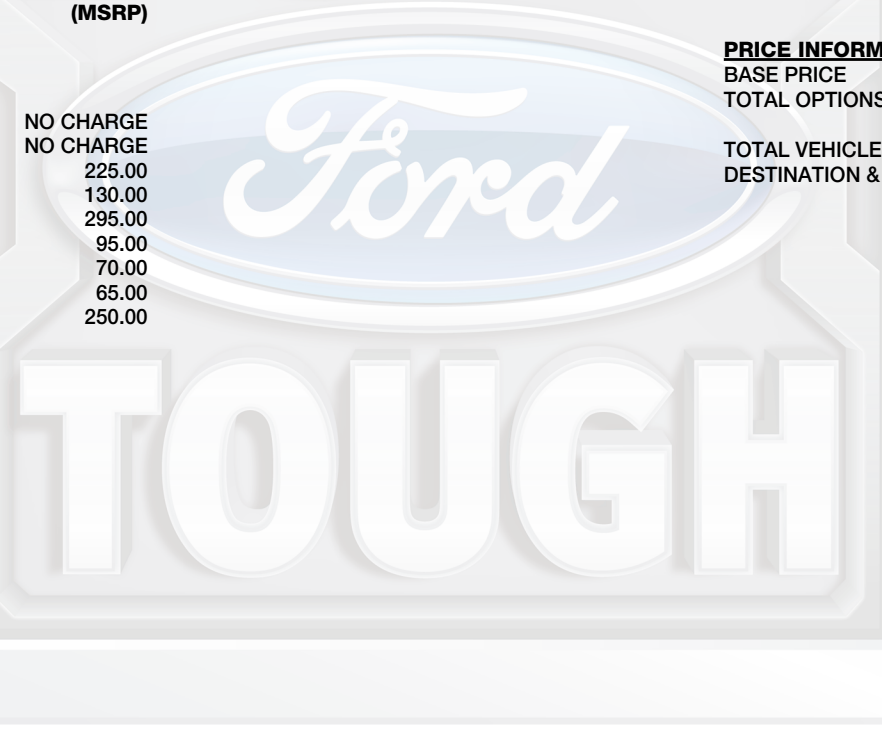 (MSRP)
NO CHARGE
NO CHARGE
225.00
130.00
295.00
95.00
70.00
65.00
250.00
PRICE INFORM
BASE PRICE
TOTAL OPTIONS
TOTAL VEHICLE
DESTINATION &
Ford
TOUGH